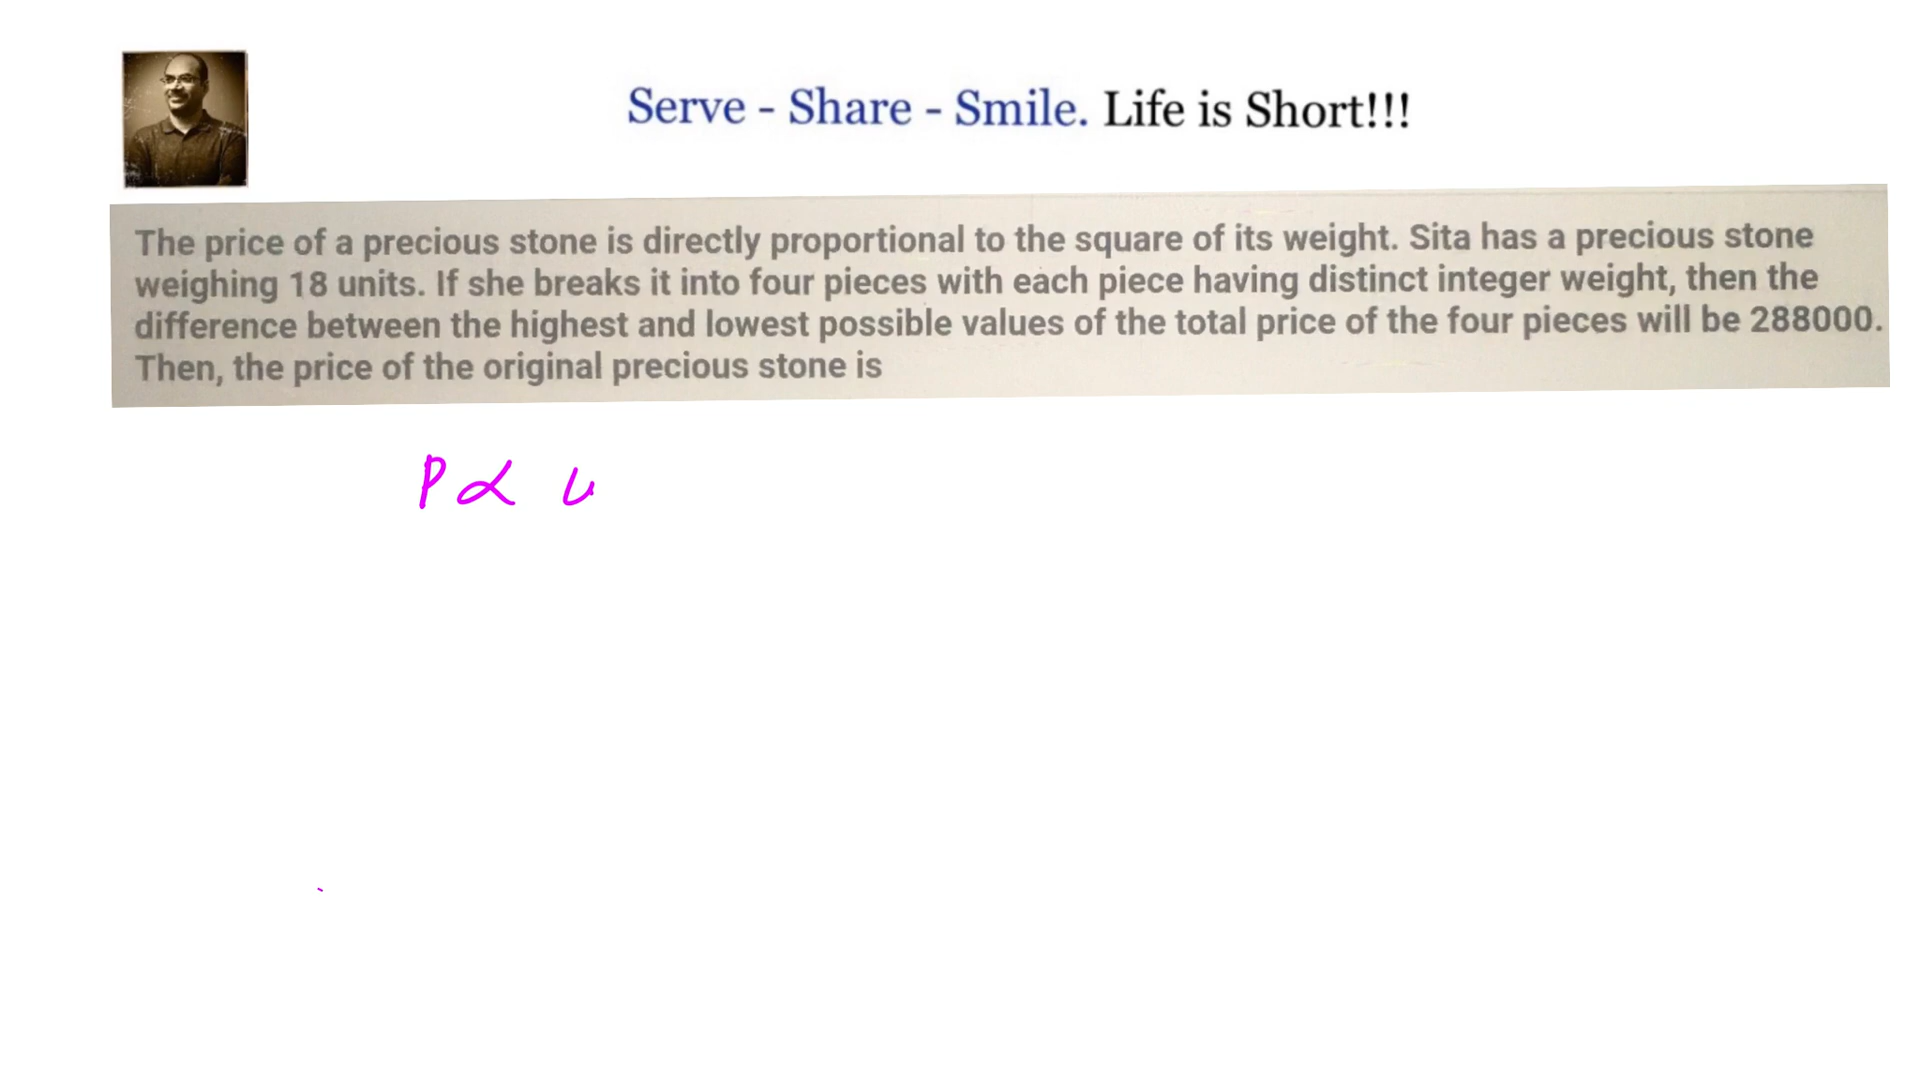 Serve - Share - Smile. Life is Short!!!
The price of a precious stone is directly proportional to the square of its weight. Sita has a precious stone
weighing 18 units. If she breaks it into four pieces with each piece having distinct integer weight, then the
difference between the highest and lowest possible values of the total price of the four pieces will be 288000.
Then, the price of the original precious stone is
P ∝